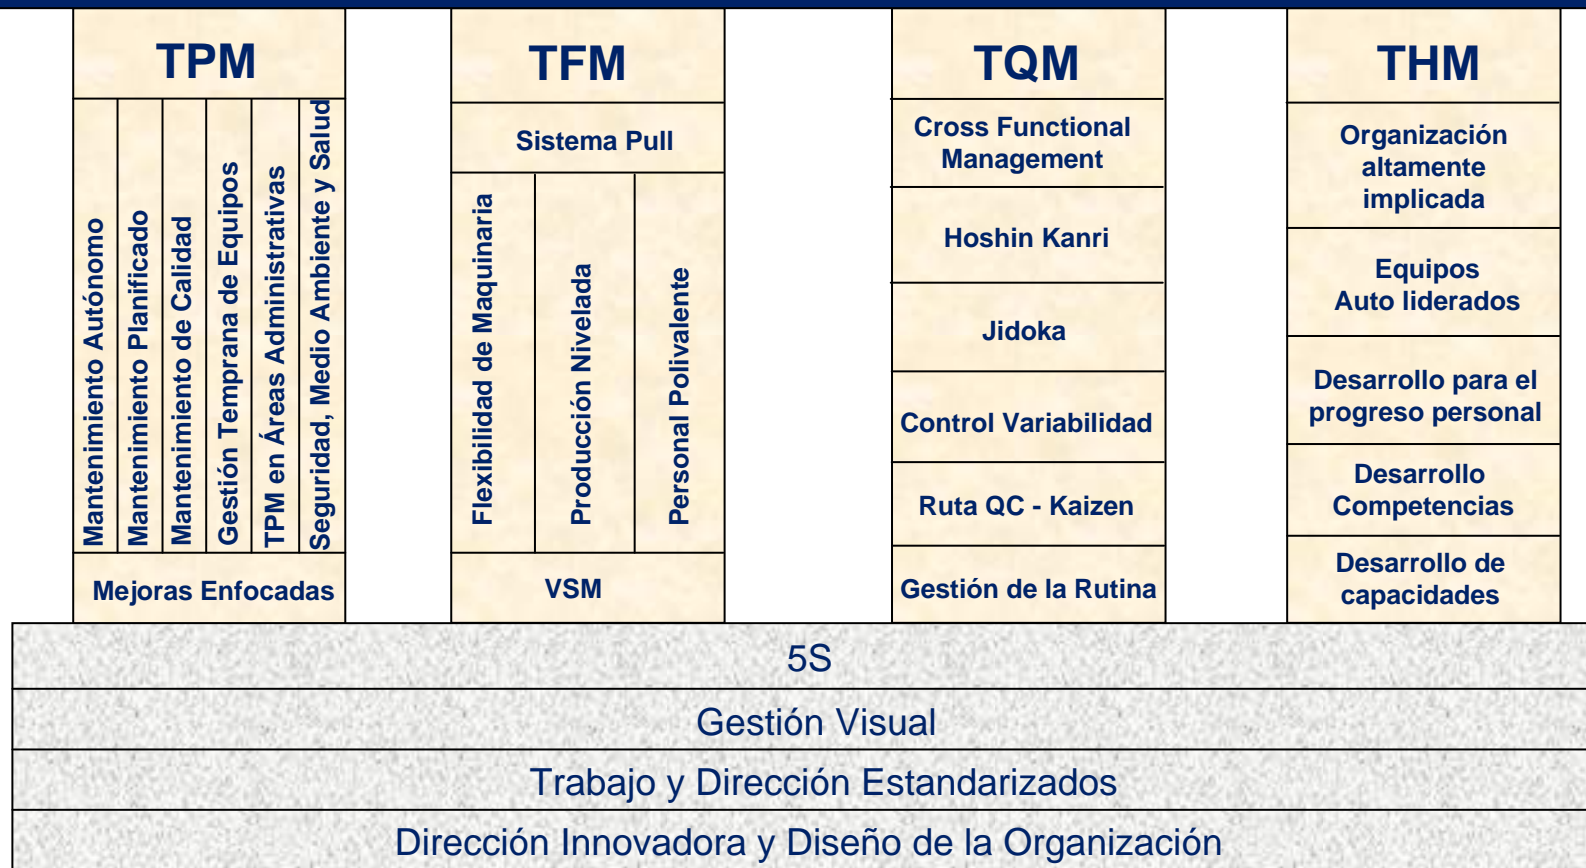 TPM
Mantenimiento Autónomo
Mantenimiento Planificado
Mantenimiento de Calidad
Gestión Temprana de Equipos
TPM en Áreas Administrativas
Seguridad, Medio Ambiente y Salud
Mejoras Enfocadas
TFM
Sistema Pull
Flexibilidad de Maquinaria
Producción Nivelada
Personal Polivalente
VSM
TQM
Cross Functional
Management
Hoshin Kanri
Jidoka
Control Variabilidad
Ruta QC - Kaizen
Gestión de la Rutina
THM
Organización
altamente
implicada
Equipos
Auto liderados
Desarrollo para el
progreso personal
Desarrollo
Competencias
Desarrollo de
capacidades
5S
Gestión Visual
Trabajo y Dirección Estandarizados
Dirección Innovadora y Diseño de la Organización